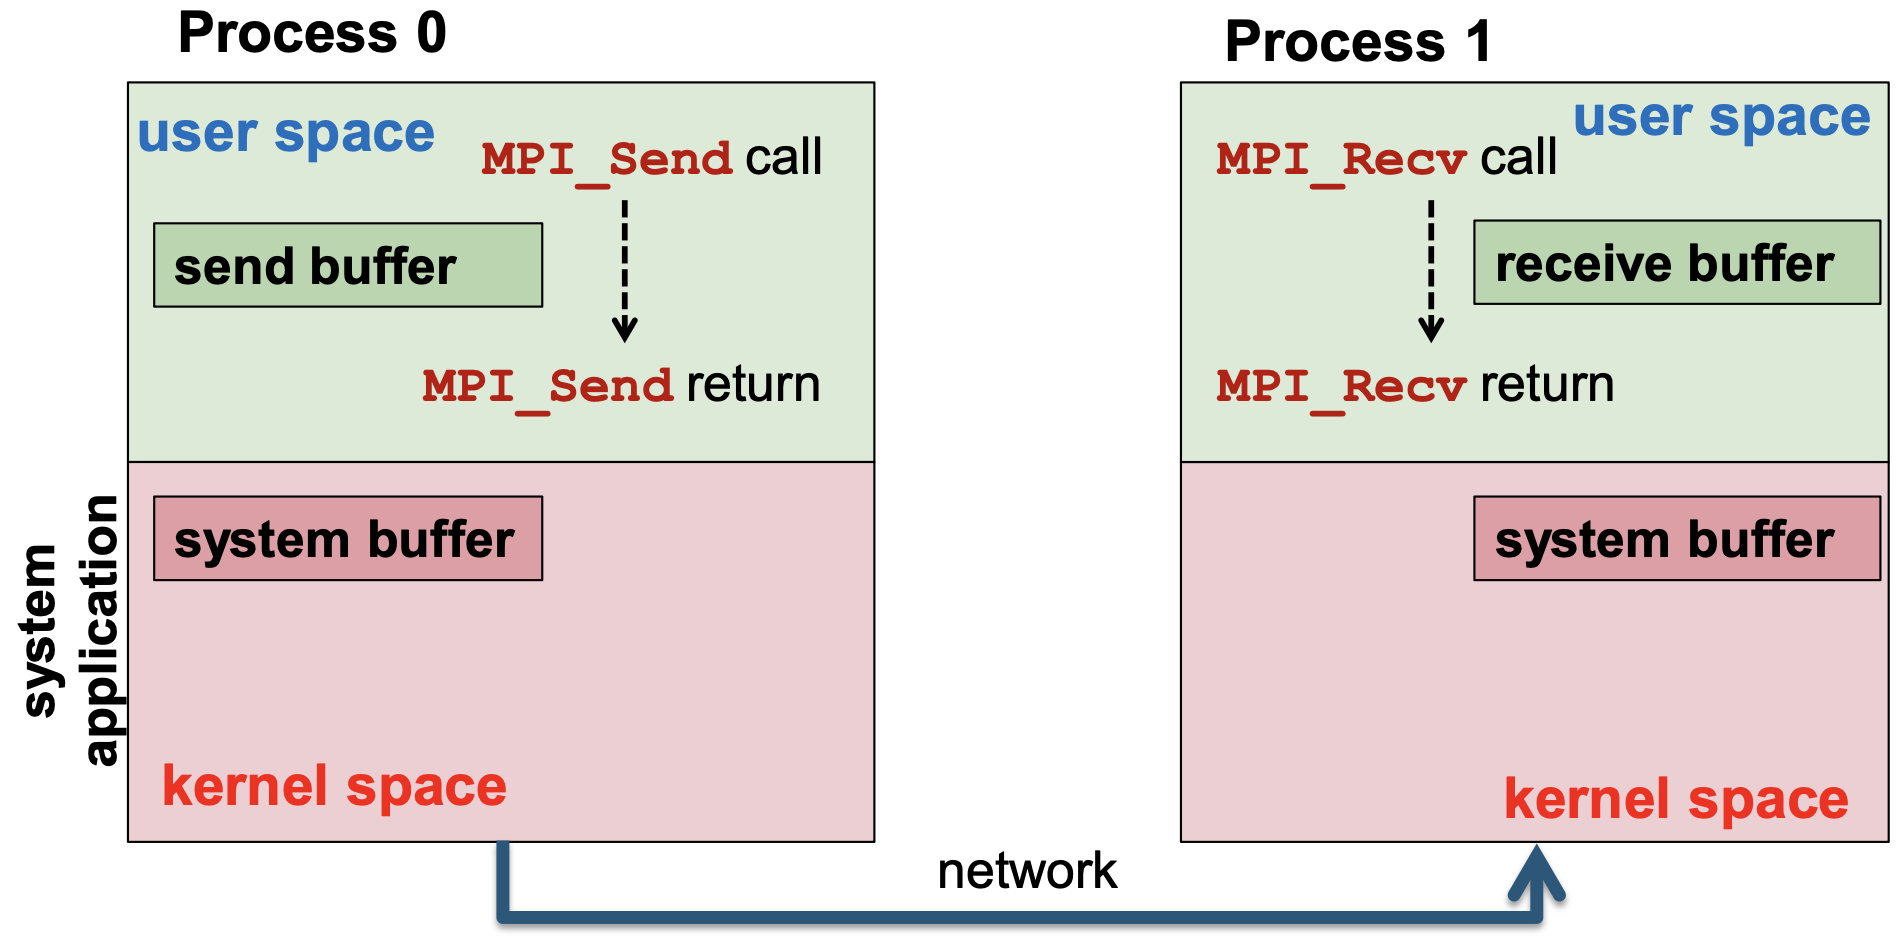 Process 0
user space
MPI_Send call
send buffer
MPI_Send return
system buffer
system
application
kernel space
Process 1
user space
MPI_Recv call
receive buffer
MPI_Recv return
system buffer
kernel space
network